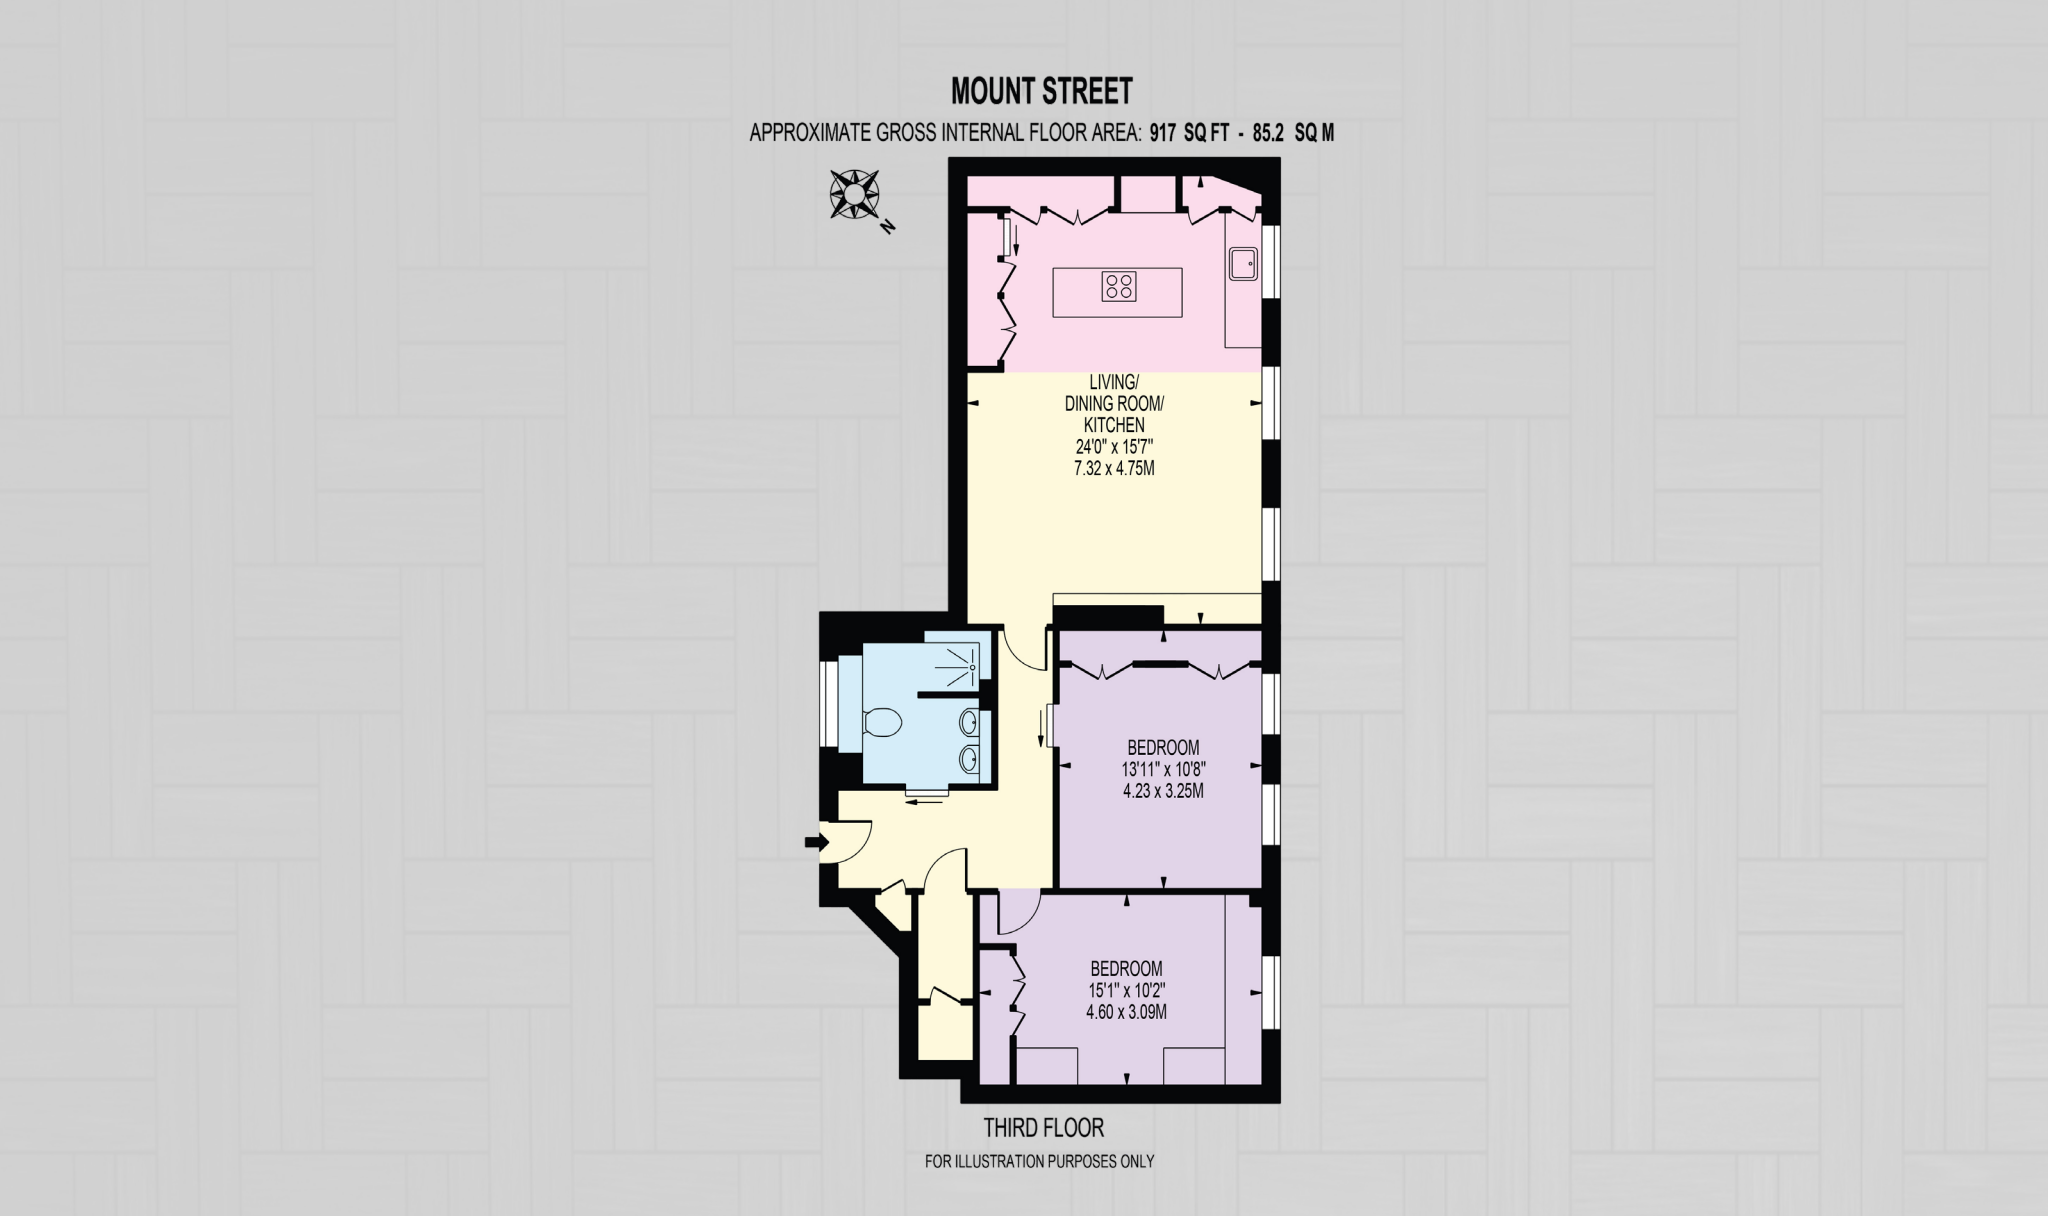 MOUNT STREET
APPROXIMATE GROSS INTERNAL FLOOR AREA: 917 SQ FT - 85.2 SQ M
N
LIVING/
DINING ROOM/
KITCHEN
24'0" x 15'7"
7.32 x 4.75M
BEDROOM
13'11" x 10'8"
4.23 x 3.25M
BEDROOM
15'1" x 10'2"
4.60 x 3.09M
THIRD FLOOR
FOR ILLUSTRATION PURPOSES ONLY